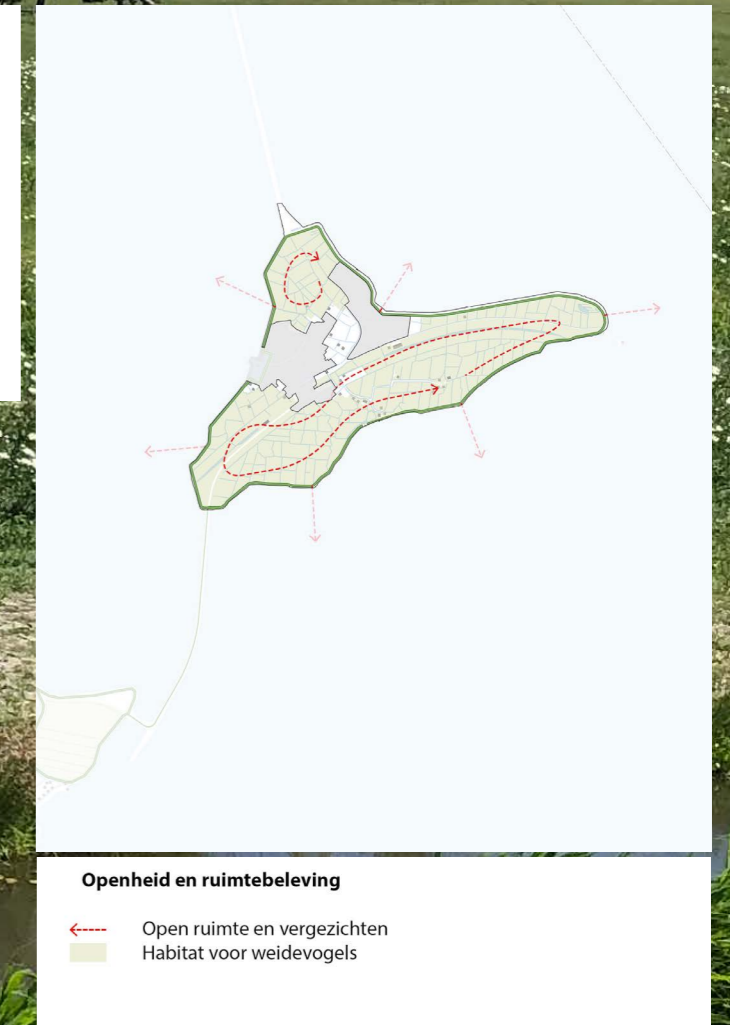 Openheid en ruimtebeleving
Open ruimte en vergezichten
Habitat voor weidevogels